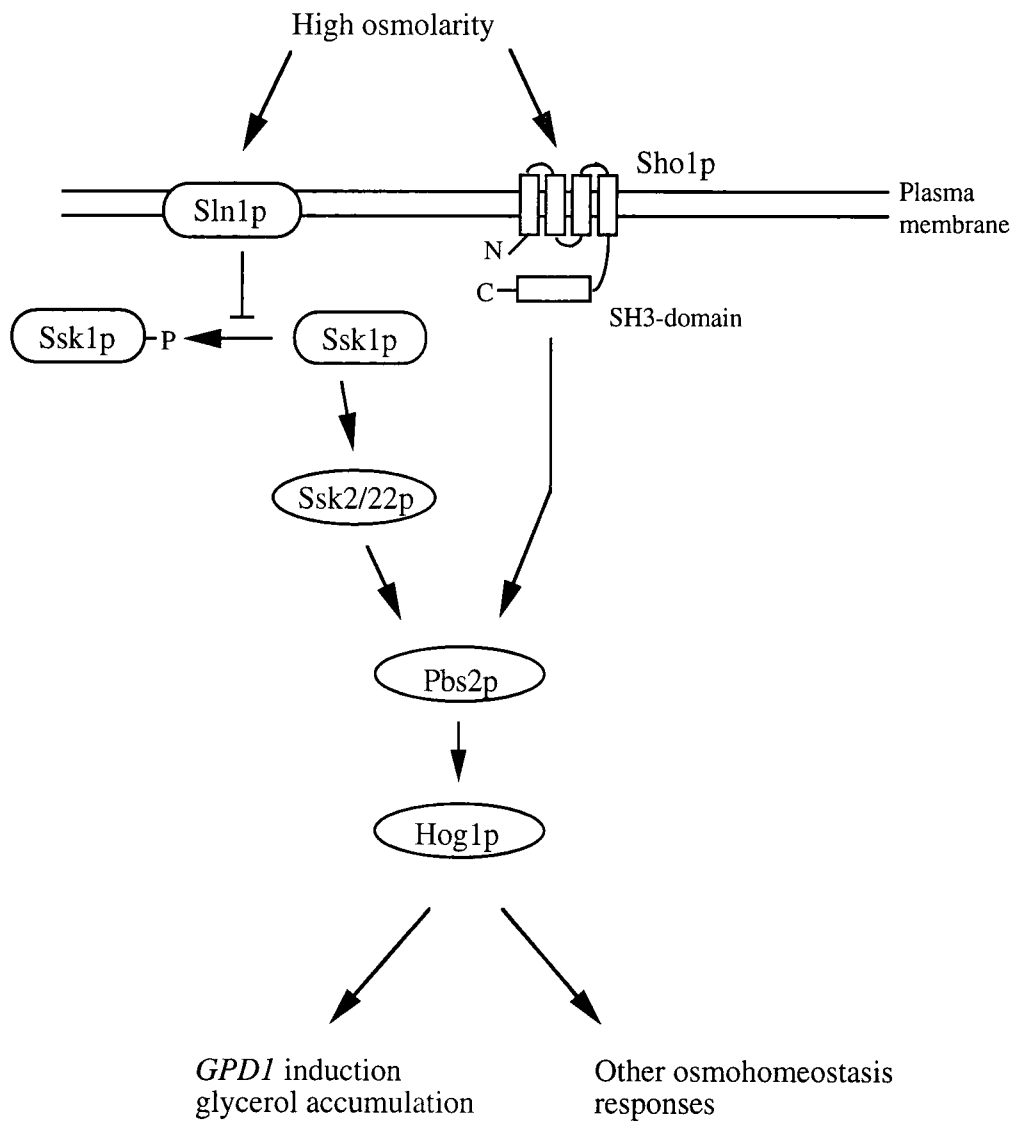 High osmolarity
Sho1p
Plasma
membrane
Sln1p
N
C
SH3-domain
Ssk1p
P
Ssk1p
Ssk2/22p
Pbs2p
Hog1p
GPD1 induction
glycerol accumulation
Other osmohomeostasis
responses